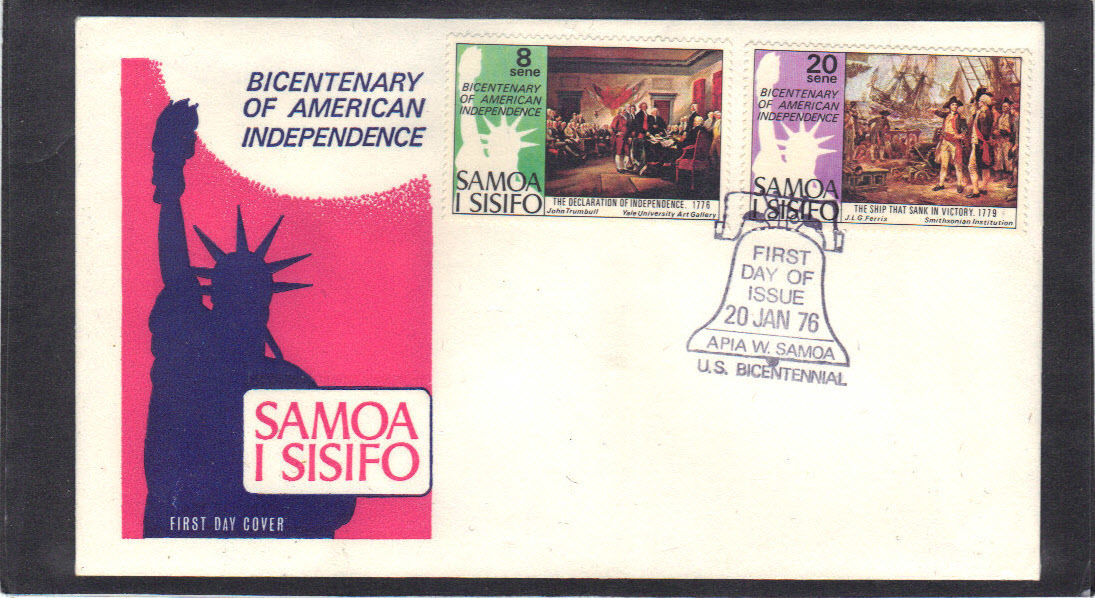 BICENTENARY
OF AMERICAN
INDEPENDENCE
8
sene
BICENTENARY
OF AMERICAN
INDEPENDENCE
SAMOA
I SISIFO
THE DECLARATION OF INDEPENDENCE. 1776
John Trumbull Yale University Art Gallery
20
sene
BICENTENARY
OF AMERICAN
INDEPENDENCE
SAMOA
I SISIFO
THE SHIP THAT SANK IN VICTORY. 1779
J.L.G. Ferris Smithsonian Institution
FIRST
DAY OF
ISSUE
20 JAN 76
APIA W. SAMOA
U.S. BICENTENNIAL
SAMOA
I SISIFO
FIRST DAY COVER